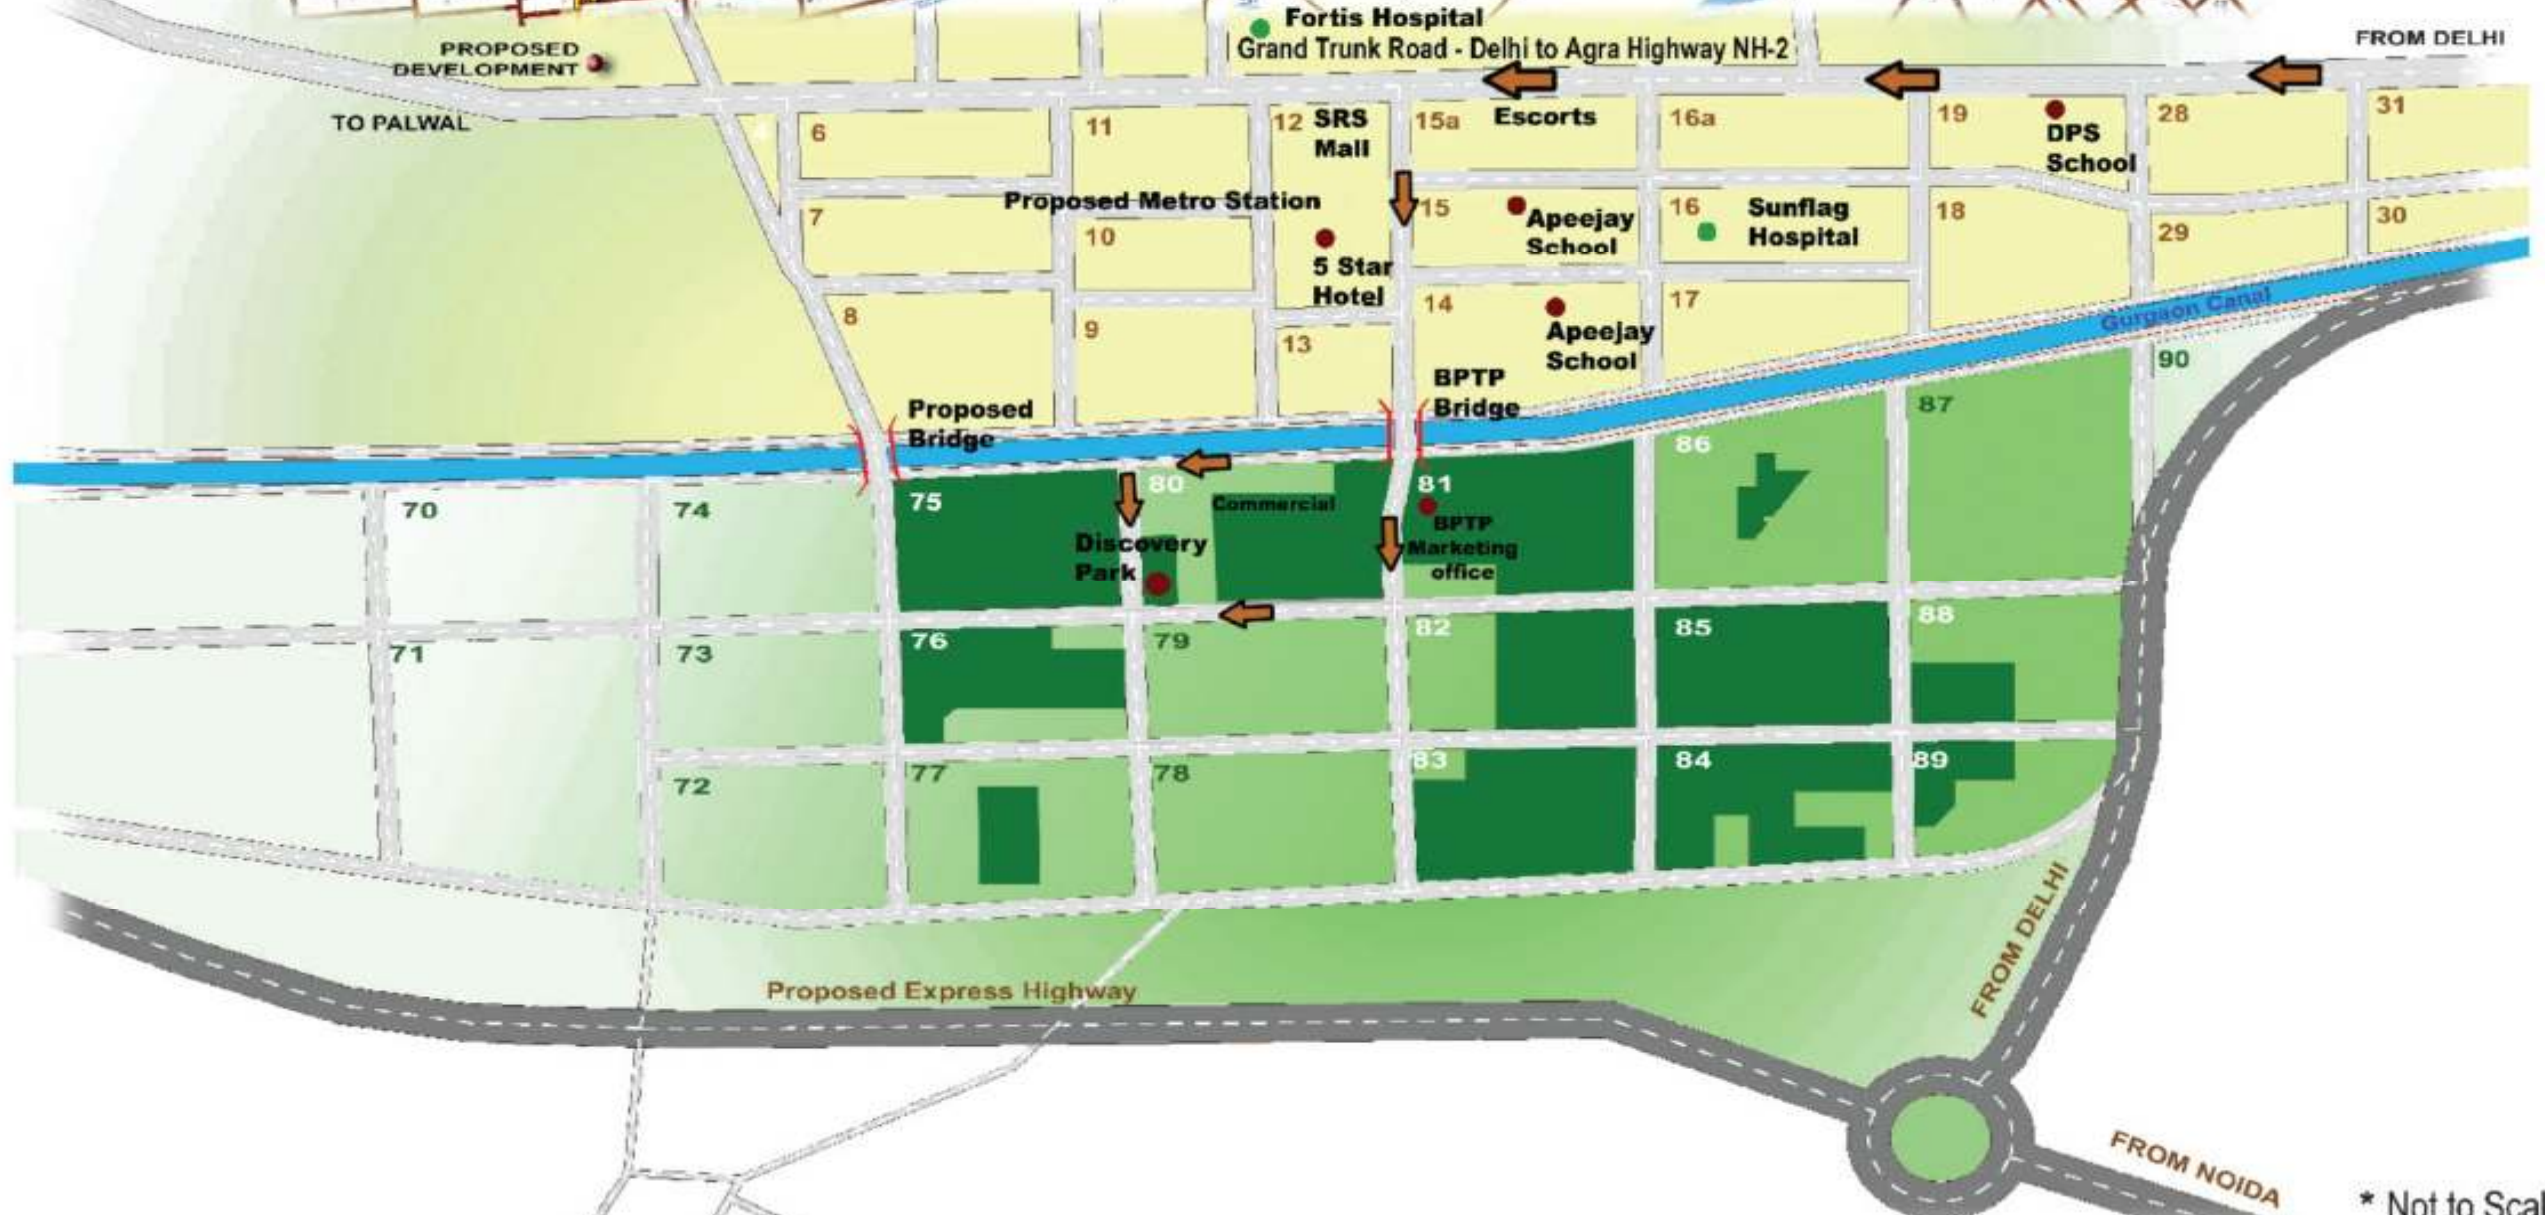 Fortis Hospital
Grand Trunk Road - Delhi to Agra Highway NH-2
FROM DELHI
PROPOSED
DEVELOPMENT
TO PALWAL
4
6
11
12
SRS
Mall
15a
Escorts
16a
19
DPS
School
28
31
Proposed Metro Station
7
10
5 Star
Hotel
15
Apeejay
School
16
Sunflag
Hospital
18
29
30
8
9
13
14
Apeejay
School
17
Gurgaon Canal
BPTP
Bridge
Proposed
Bridge
90
87
86
70
74
75
80
Commercial
81
BPTP
Marketing
office
Discovery
Park
71
73
76
79
82
85
88
72
77
78
83
84
89
Proposed Express Highway
FROM DELHI
FROM NOIDA
* Not to Scal